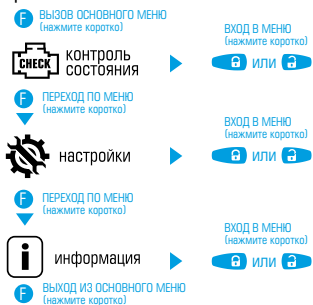 F ВЫЗОВ ОСНОВНОГО МЕНЮ
(нажмите коротко)
CHECK контроль
состояния
ВХОД В МЕНЮ
(нажмите коротко)
или
F ПЕРЕХОД ПО МЕНЮ
(нажмите коротко)
настройки
ВХОД В МЕНЮ
(нажмите коротко)
или
F ПЕРЕХОД ПО МЕНЮ
(нажмите коротко)
i информация
ВХОД В МЕНЮ
(нажмите коротко)
или
F ВЫХОД ИЗ ОСНОВНОГО МЕНЮ
(нажмите коротко)